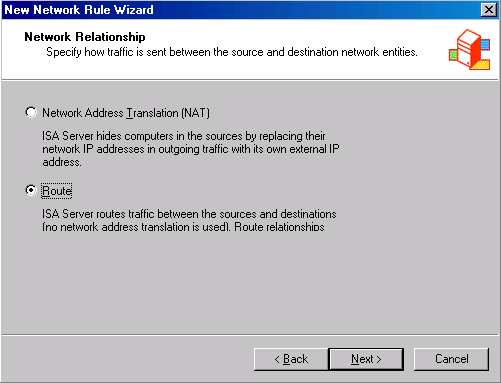 New Network Rule Wizard
Network Relationship
Specify how traffic is sent between the source and destination network entities.
Network Address Translation (NAT)
ISA Server hides computers in the sources by replacing their
network IP addresses in outgoing traffic with its own external IP
address.
Route
ISA Server routes traffic between the sources and destinations
(no network address translation is used). Route relationships
< Back
Next >
Cancel